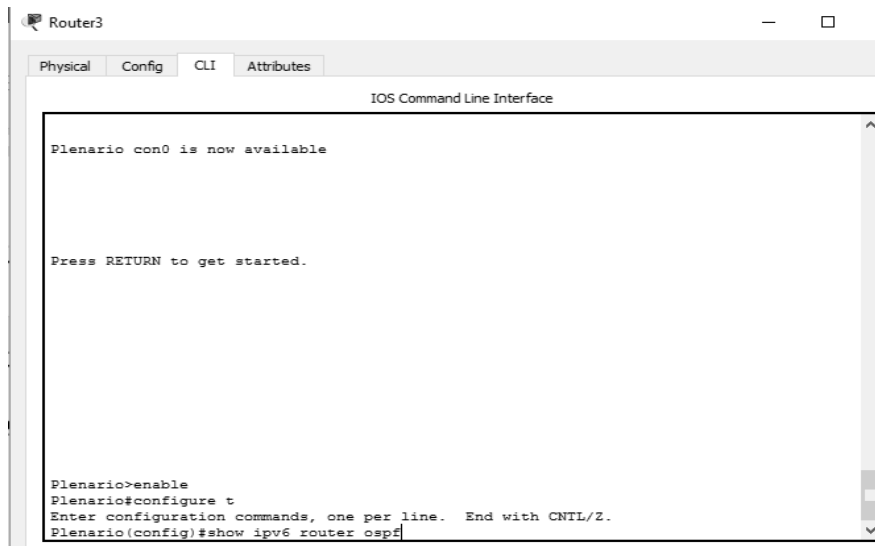 Router3
Physical Config CLI Attributes
IOS Command Line Interface
Plenario con0 is now available
Press RETURN to get started.
Plenario>enable
Plenario#configure t
Enter configuration commands, one per line.  End with CNTL/Z.
Plenario(config)#show ipv6 router ospf